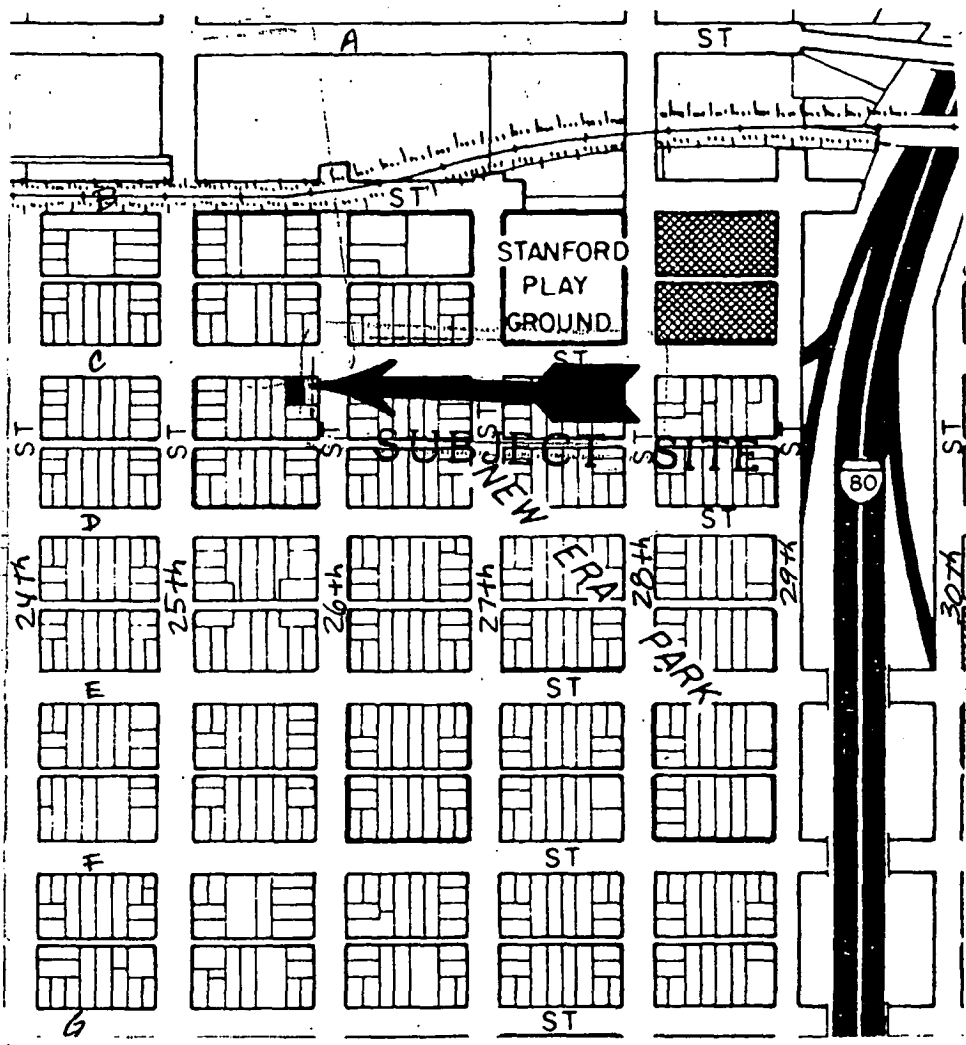 A ST
B ST
STANFORD
PLAY
GROUND
C ST
ST ST ST ST ST ST ST
SUBJECT SITE
80
NEW ERA PARK
D ST
24th 25th 26th 27th 28th 29th 30th
E ST
F ST
G ST